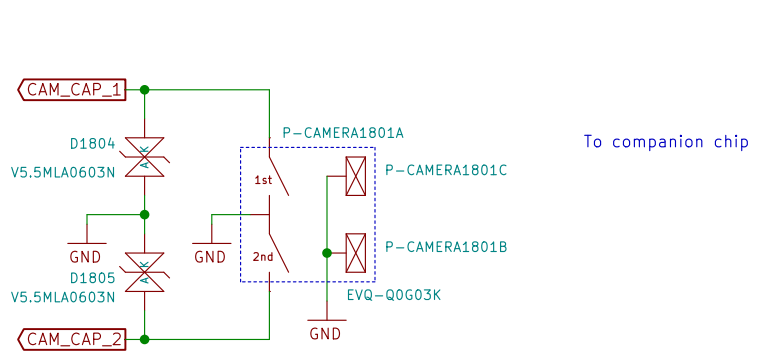 CAM_CAP_1
P-CAMERA1801A
D1804
V5.5MLA0603N
A K
1st
P-CAMERA1801C
To companion chip
GND
GND
2nd
P-CAMERA1801B
D1805
V5.5MLA0603N
A K
EVQ-Q0G03K
GND
CAM_CAP_2